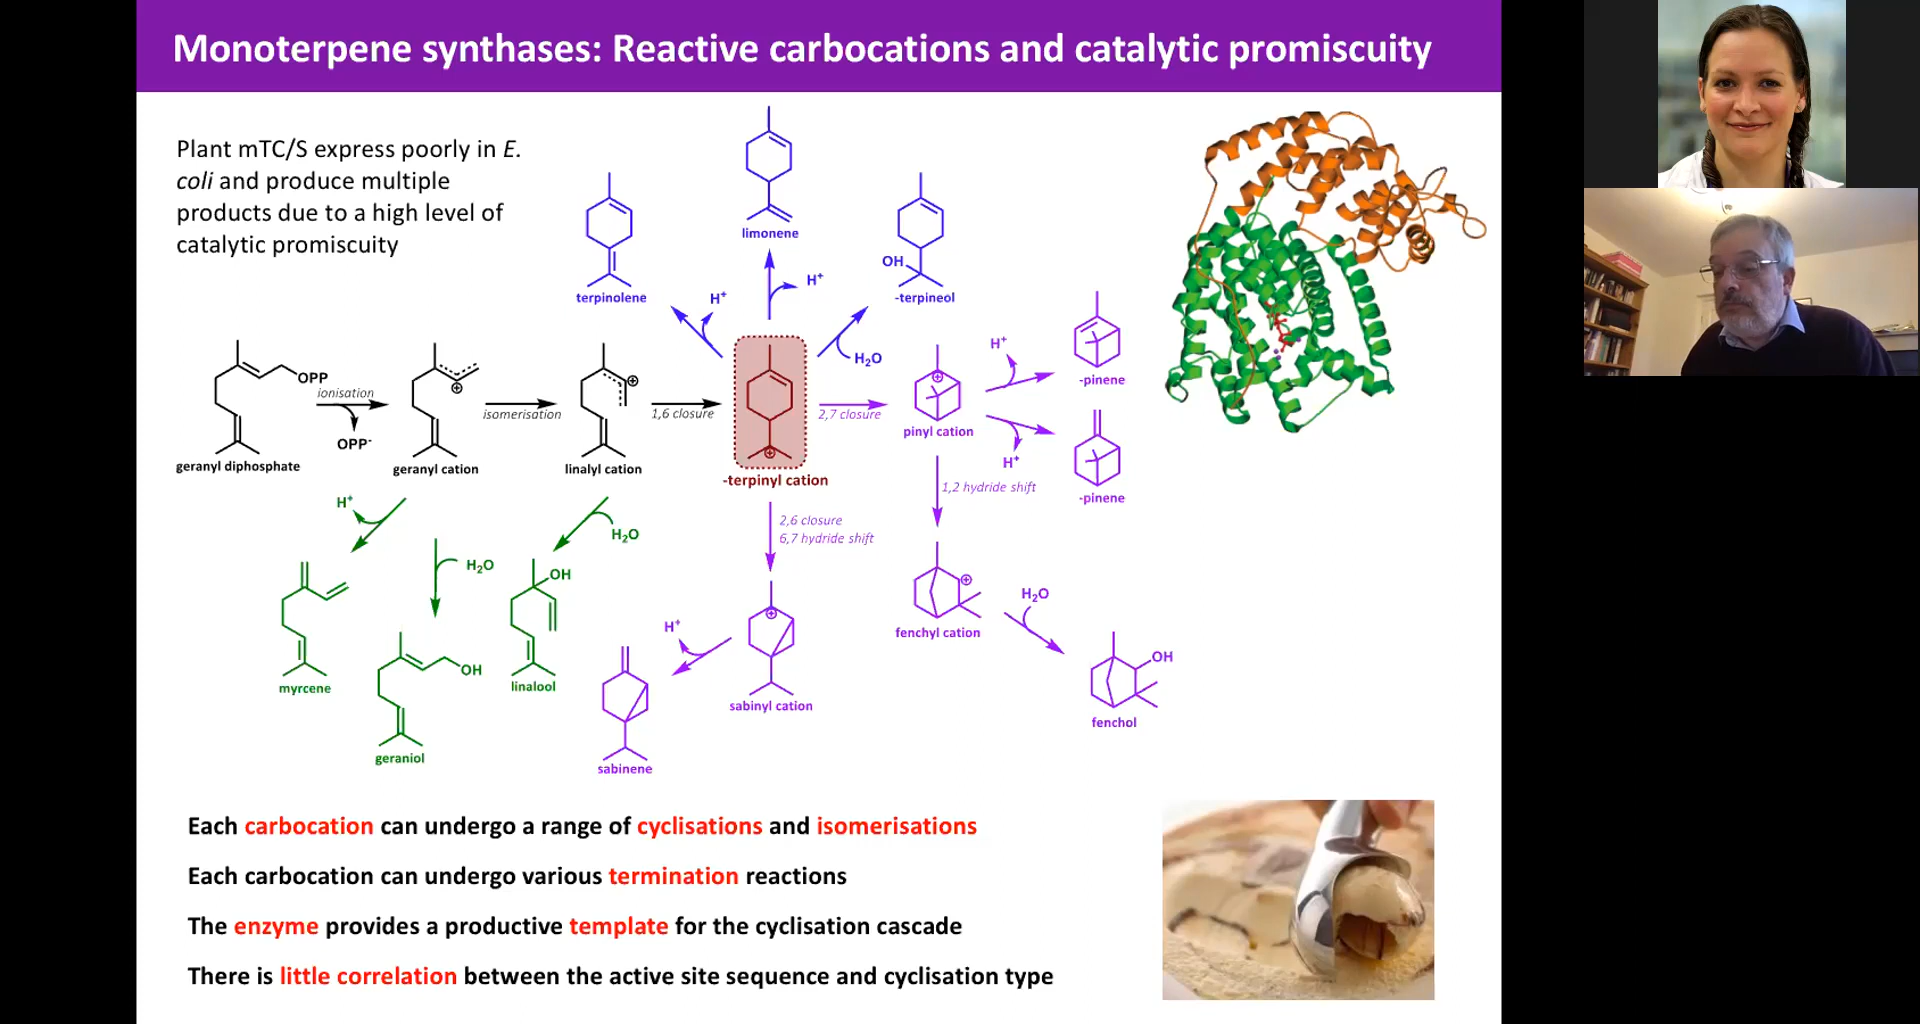 Monoterpene synthases: Reactive carbocations and catalytic promiscuity
Plant mTC/S express poorly in E.
coli and produce multiple
products due to a high level of
catalytic promiscuity
limonene
terpinolene
H⁺
H⁺
OH
-terpineol
H₂O
OPP
ionisation
OPP⁻
geranyl diphosphate
geranyl cation
isomerisation
linalyl cation
1,6 closure
-terpinyl cation
2,7 closure
pinyl cation
H⁺
-pinene
H⁺
-pinene
1,2 hydride shift
H⁺
H₂O
H₂O
2,6 closure
6,7 hydride shift
myrcene
OH
geraniol
OH
linalool
H⁺
sabinyl cation
sabinene
fenchyl cation
H₂O
OH
fenchol
Each carbocation can undergo a range of cyclisations and isomerisations
Each carbocation can undergo various termination reactions
The enzyme provides a productive template for the cyclisation cascade
There is little correlation between the active site sequence and cyclisation type